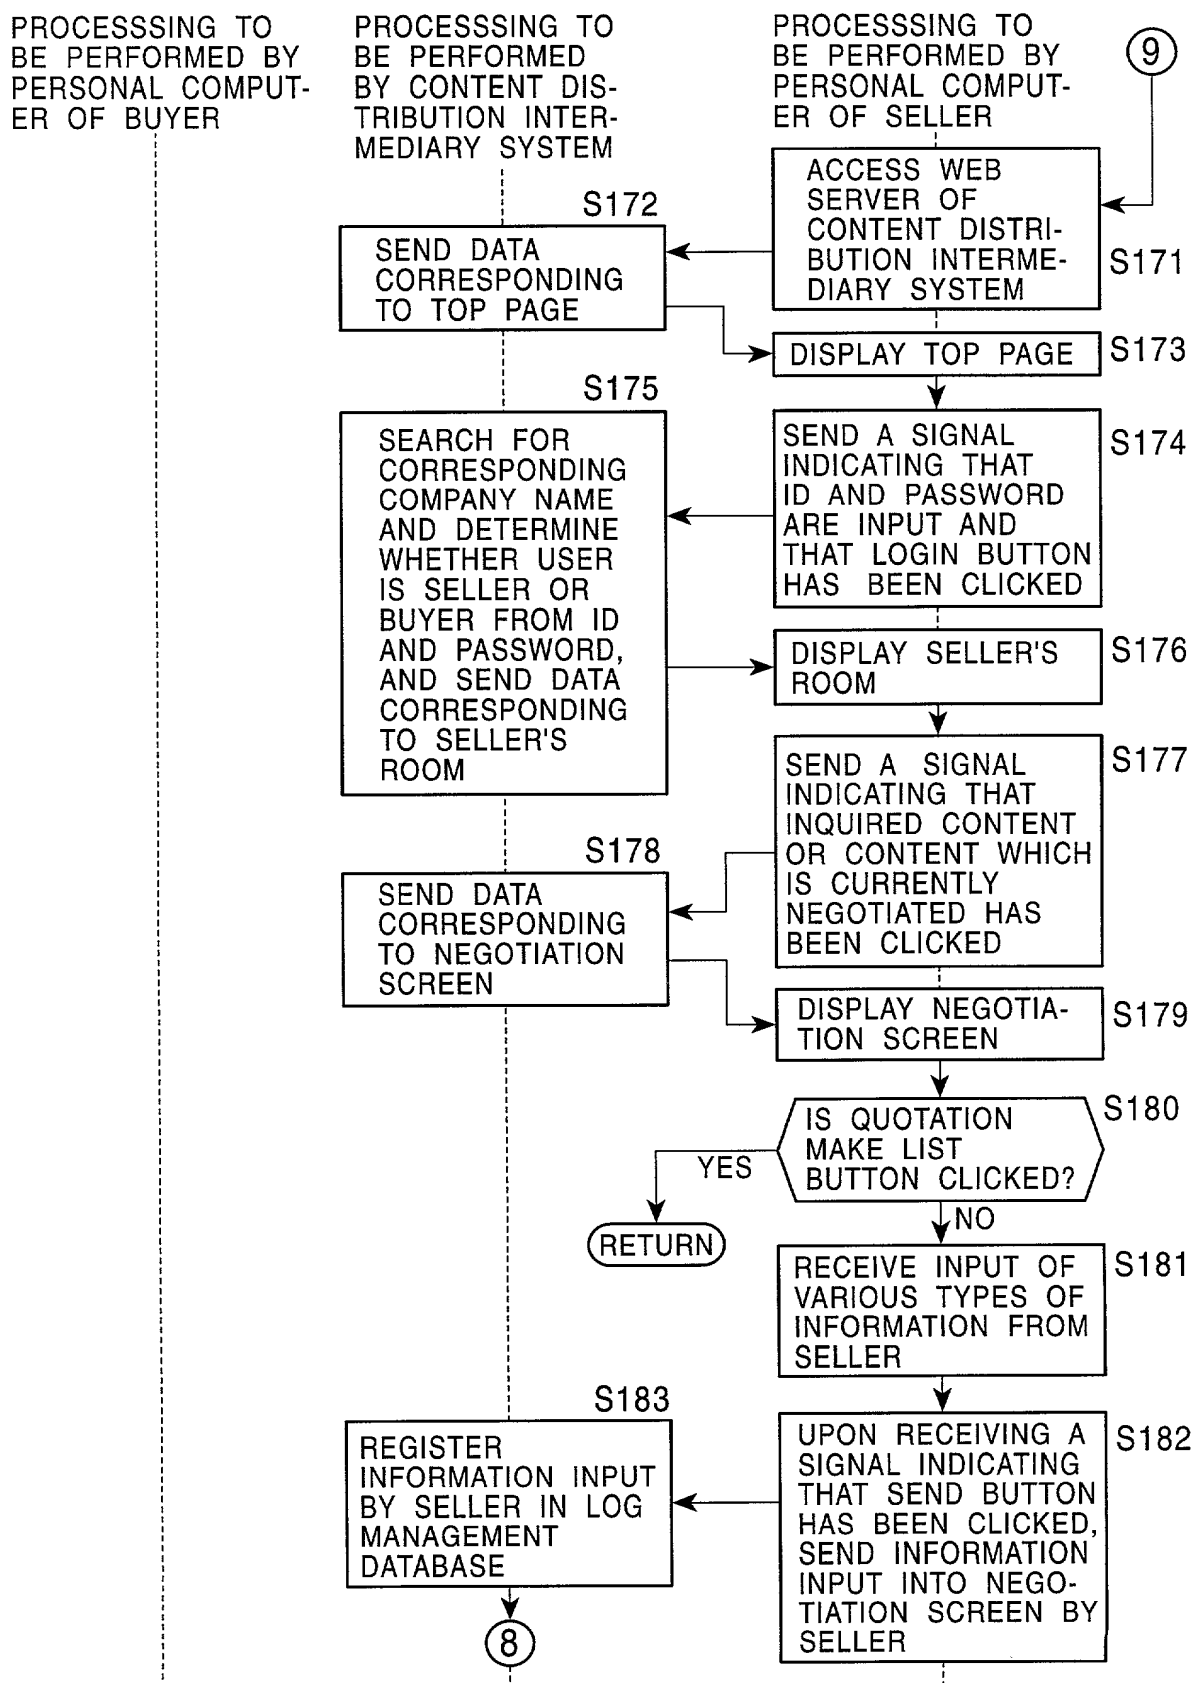 PROCESSSING TO
BE PERFORMED BY
PERSONAL COMPUT-
ER OF BUYER
PROCESSSING TO
BE PERFORMED
BY CONTENT DIS-
TRIBUTION INTER-
MEDIARY SYSTEM
PROCESSSING TO
BE PERFORMED BY
PERSONAL COMPUT-
ER OF SELLER
9
ACCESS WEB
SERVER OF
CONTENT DISTRI-
BUTION INTERME-
DIARY SYSTEM
S171
S172
SEND DATA
CORRESPONDING
TO TOP PAGE
DISPLAY TOP PAGE
S173
SEND A SIGNAL
INDICATING THAT
ID AND PASSWORD
ARE INPUT AND
THAT LOGIN BUTTON
HAS BEEN CLICKED
S174
S175
SEARCH FOR
CORRESPONDING
COMPANY NAME
AND DETERMINE
WHETHER USER
IS SELLER OR
BUYER FROM ID
AND PASSWORD,
AND SEND DATA
CORRESPONDING
TO SELLER'S
ROOM
DISPLAY SELLER'S
ROOM
S176
SEND A SIGNAL
INDICATING THAT
INQUIRED CONTENT
OR CONTENT WHICH
IS CURRENTLY
NEGOTIATED HAS
BEEN CLICKED
S177
S178
SEND DATA
CORRESPONDING
TO NEGOTIATION
SCREEN
DISPLAY NEGOTIA-
TION SCREEN
S179
IS QUOTATION
MAKE LIST
BUTTON CLICKED?
S180
YES
RETURN
NO
RECEIVE INPUT OF
VARIOUS TYPES OF
INFORMATION FROM
SELLER
S181
UPON RECEIVING A
SIGNAL INDICATING
THAT SEND BUTTON
HAS BEEN CLICKED,
SEND INFORMATION
INPUT INTO NEGO-
TIATION SCREEN BY
SELLER
S182
S183
REGISTER
INFORMATION INPUT
BY SELLER IN LOG
MANAGEMENT
DATABASE
8